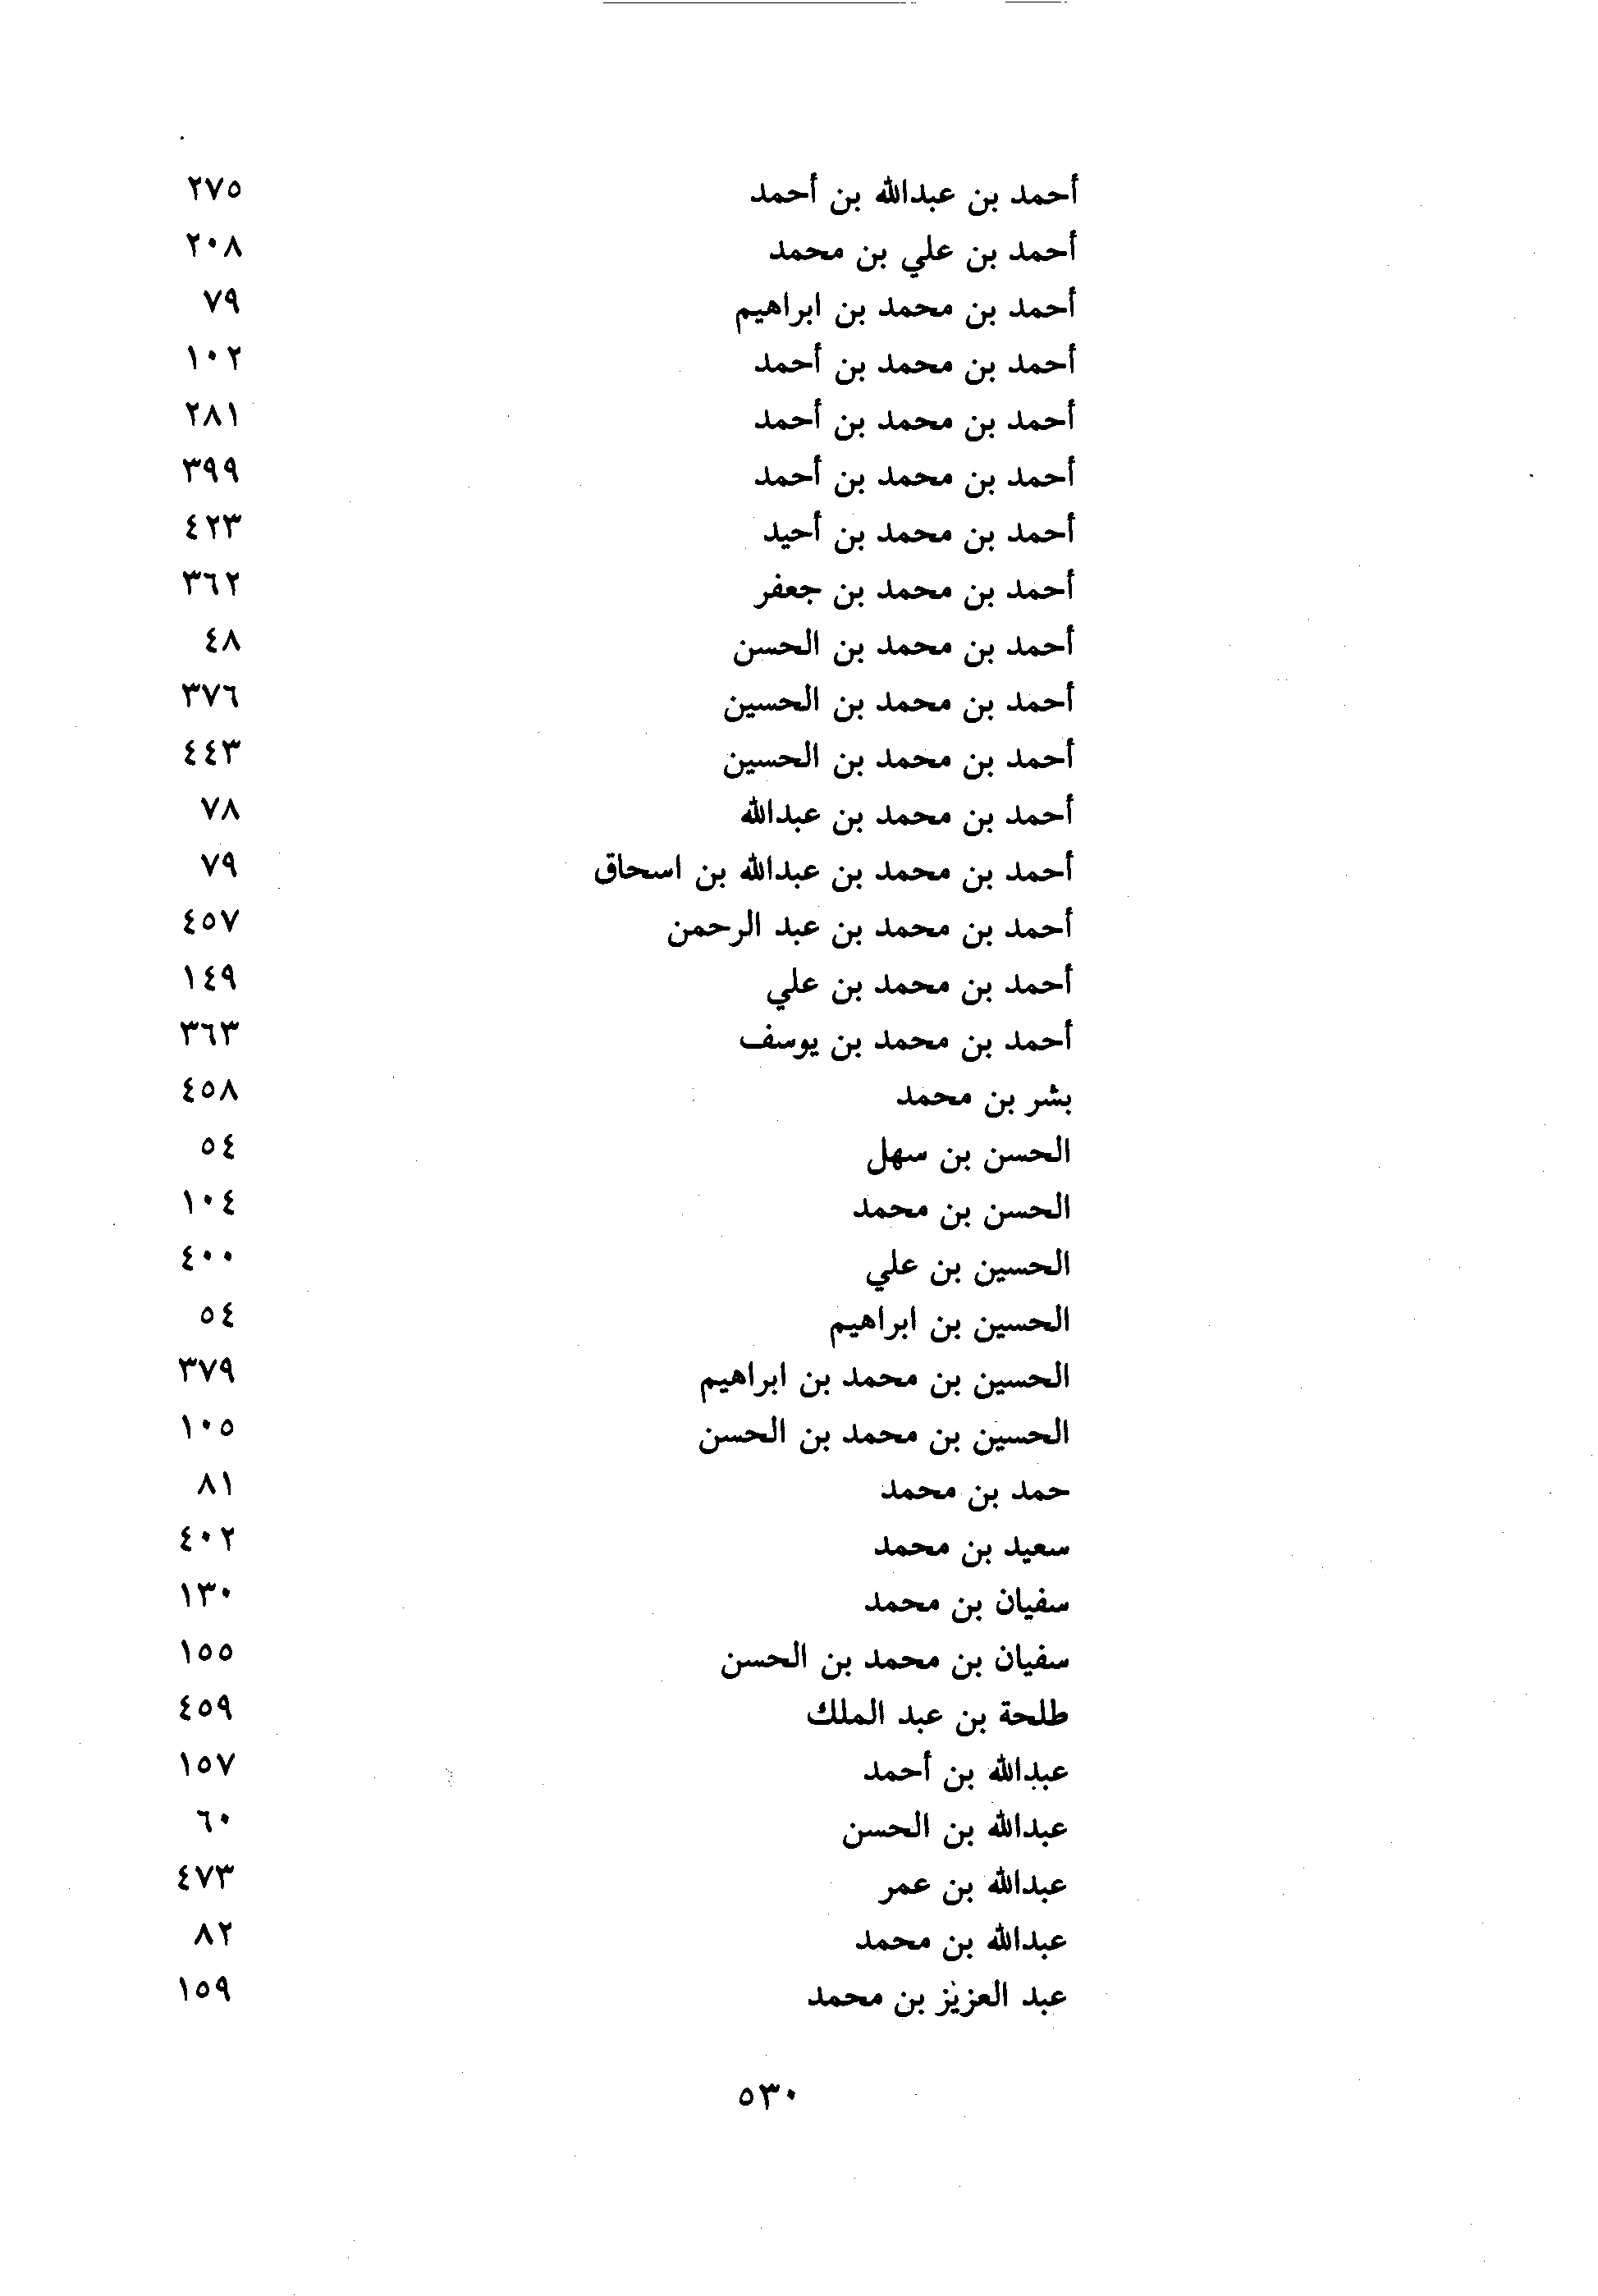 أحمد بن عبدالله بن أحمد ٢٧٥
أحمد بن علي بن محمد ٢٠٨
أحمد بن محمد بن ابراهيم ٧٩
أحمد بن محمد بن أحمد ١٠٢
أحمد بن محمد بن أحمد ٢٨١
أحمد بن محمد بن أحمد ٣٩٩
أحمد بن محمد بن أحيد ٤٢٣
أحمد بن محمد بن جعفر ٣٦٢
أحمد بن محمد بن الحسن ٤٨
أحمد بن محمد بن الحسين ٣٧٦
أحمد بن محمد بن الحسين ٤٤٣
أحمد بن محمد بن عبدالله ٧٨
أحمد بن محمد بن عبدالله بن اسحاق ٧٩
أحمد بن محمد بن عبد الرحمن ٤٥٧
أحمد بن محمد بن علي ١٤٩
أحمد بن محمد بن يوسف ٣٦٣
بشر بن محمد ٤٥٨
الحسن بن سهل ٥٤
الحسن بن محمد ١٠٤
الحسين بن علي ٤٠٠
الحسين بن ابراهيم ٥٤
الحسين بن محمد بن ابراهيم ٣٧٩
الحسين بن محمد بن الحسن ١٠٥
حمد بن محمد ٨١
سعيد بن محمد ٤٠٢
سفيان بن محمد ١٣٠
سفيان بن محمد بن الحسن ١٥٥
طلحة بن عبد الملك ٤٥٩
عبدالله بن أحمد ١٥٧
عبدالله بن الحسن ٦٠
عبدالله بن عمر ٤٧٣
عبدالله بن محمد ٨٢
عبد العزيز بن محمد ١٥٩
٥٣٠